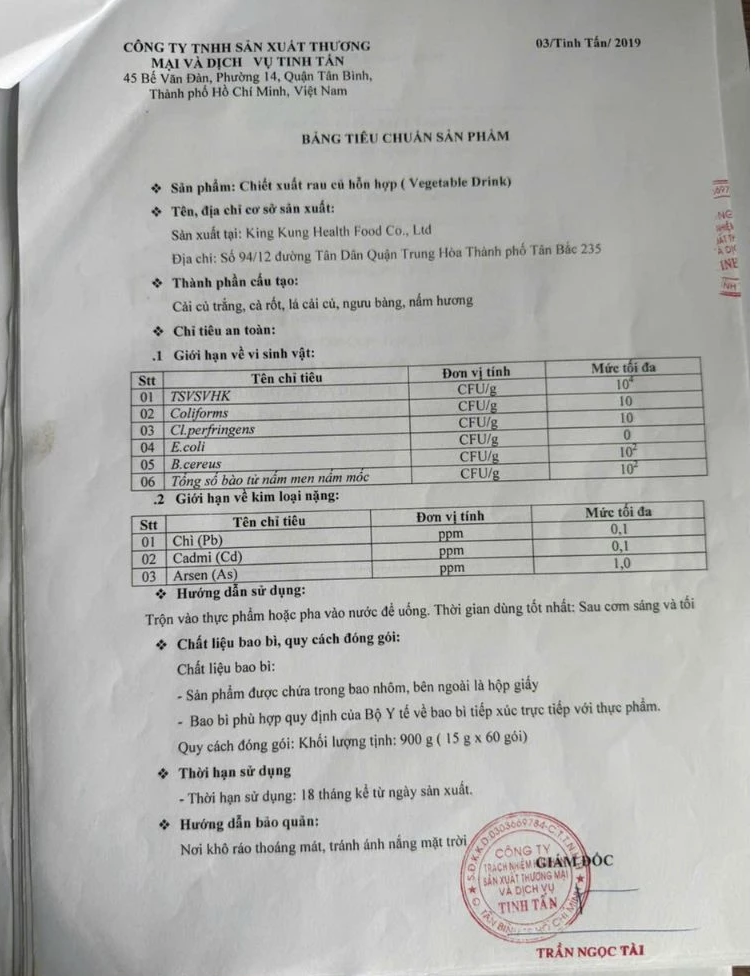 CÔNG TY TNHH SẢN XUẤT THƯƠNG
MẠI VÀ DỊCH VỤ TINH TẤN
45 Bế Văn Đàn, Phường 14, Quận Tân Bình,
Thành phố Hồ Chí Minh, Việt Nam
03/Tinh Tấn/ 2019
BẢNG TIÊU CHUẨN SẢN PHẨM
❖ Sản phẩm: Chiết xuất rau củ hỗn hợp ( Vegetable Drink)
❖ Tên, địa chỉ cơ sở sản xuất:
Sản xuất tại: King Kung Health Food Co., Ltd
Địa chỉ: Số 94/12 đường Tân Dân Quận Trung Hòa Thành phố Tân Bắc 235
❖ Thành phần cấu tạo:
Cải củ trắng, cà rốt, lá cải củ, ngưu bàng, nấm hương
❖ Chỉ tiêu an toàn:
.1 Giới hạn về vi sinh vật:
Stt Tên chỉ tiêu Đơn vị tính Mức tối đa
01 TSVSVHK CFU/g 10⁴
02 Coliforms CFU/g 10
03 Cl.perfringens CFU/g 10
04 E.coli CFU/g 0
05 B.cereus CFU/g 10²
06 Tổng số bào tử nấm men nấm mốc CFU/g 10²
.2 Giới hạn về kim loại nặng:
Stt Tên chỉ tiêu Đơn vị tính Mức tối đa
01 Chì (Pb) ppm 0,1
02 Cadmi (Cd) ppm 0,1
03 Arsen (As) ppm 1,0
❖ Hướng dẫn sử dụng:
Trộn vào thực phẩm hoặc pha vào nước để uống. Thời gian dùng tốt nhất: Sau cơm sáng và tối
❖ Chất liệu bao bì, quy cách đóng gói:
Chất liệu bao bì:
- Sản phẩm được chứa trong bao nhôm, bên ngoài là hộp giấy
- Bao bì phù hợp quy định của Bộ Y tế về bao bì tiếp xúc trực tiếp với thực phẩm.
Quy cách đóng gói: Khối lượng tịnh: 900 g ( 15 g x 60 gói)
❖ Thời hạn sử dụng
- Thời hạn sử dụng: 18 tháng kể từ ngày sản xuất.
❖ Hướng dẫn bảo quản:
Nơi khô ráo thoáng mát, tránh ánh nắng mặt trời
GIÁM ĐỐC
S.Đ.K.K.D:0303669784-C.T.T.N
CÔNG TY
TRÁCH NHIỆM
SẢN XUẤT THƯƠNG MẠI
VÀ DỊCH VỤ
TINH TẤN
TRẦN NGỌC TÀI